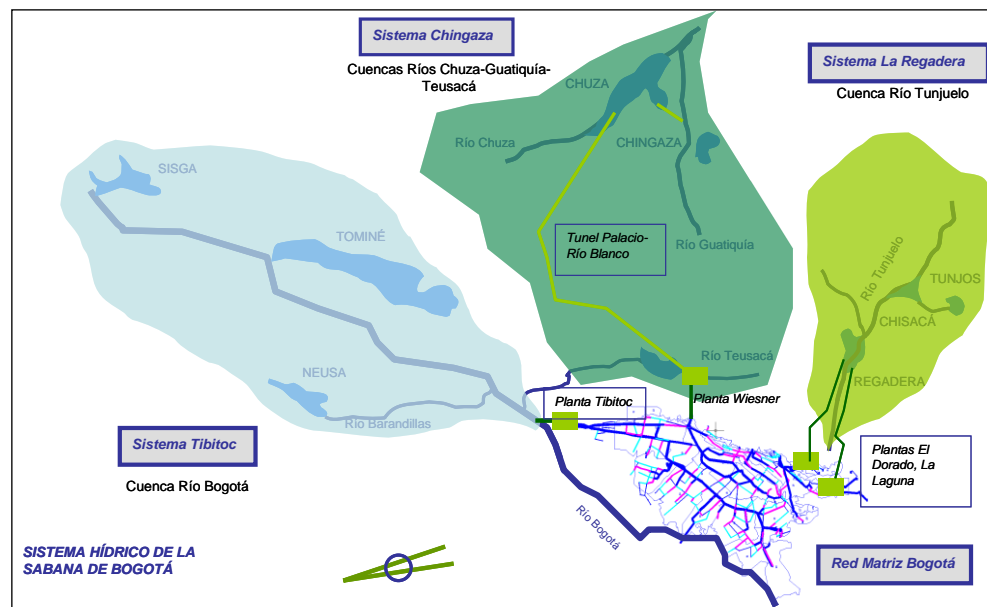 Sistema Chingaza
Cuencas Ríos Chuza-Guatiquía-
Teusacá
Sistema La Regadera
Cuenca Río Tunjuelo
CHUZA
Río Chuza
CHINGAZA
SISGA
TOMINÉ
Tunel Palacio-
Río Blanco
Río Guatiquía
Río Tunjuelo
TUNJOS
CHISACÁ
REGADERA
NEUSA
Río Barandillas
Río Teusacá
Planta Tibitoc
Planta Wiesner
Sistema Tibitoc
Cuenca Río Bogotá
Plantas El
Dorado, La
Laguna
Río Bogotá
SISTEMA HÍDRICO DE LA
SABANA DE BOGOTÁ
Red Matriz Bogotá